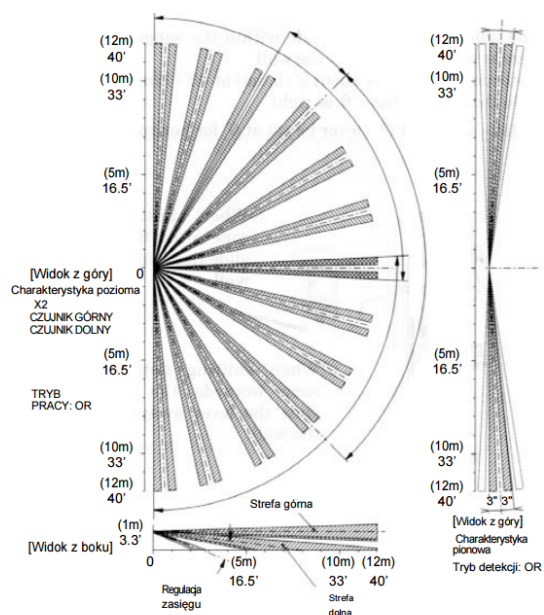 (12m)
40’
(10m)
33’
(5m)
16.5’
[Widok z góry] 0
Charakterystyka pozioma
X2
CZUJNIK GÓRNY
CZUJNIK DOLNY
(5m)
16.5’
TRYB
PRACY: OR
(10m)
33’
(12m)
40’
(12m)
40’
(10m)
33’
(5m)
16.5’
0
(5m)
16.5’
(10m)
33’
(12m)
40’
3" 3"
[Widok z góry]
Charakterystyka
pionowa
Tryb detekcji: OR
Strefa górna
(1m)
3.3’
[Widok z boku]
0 (5m) (10m) (12m)
16.5’ 33’ 40’
Regulacja
zasięgu
Strefa
dolna